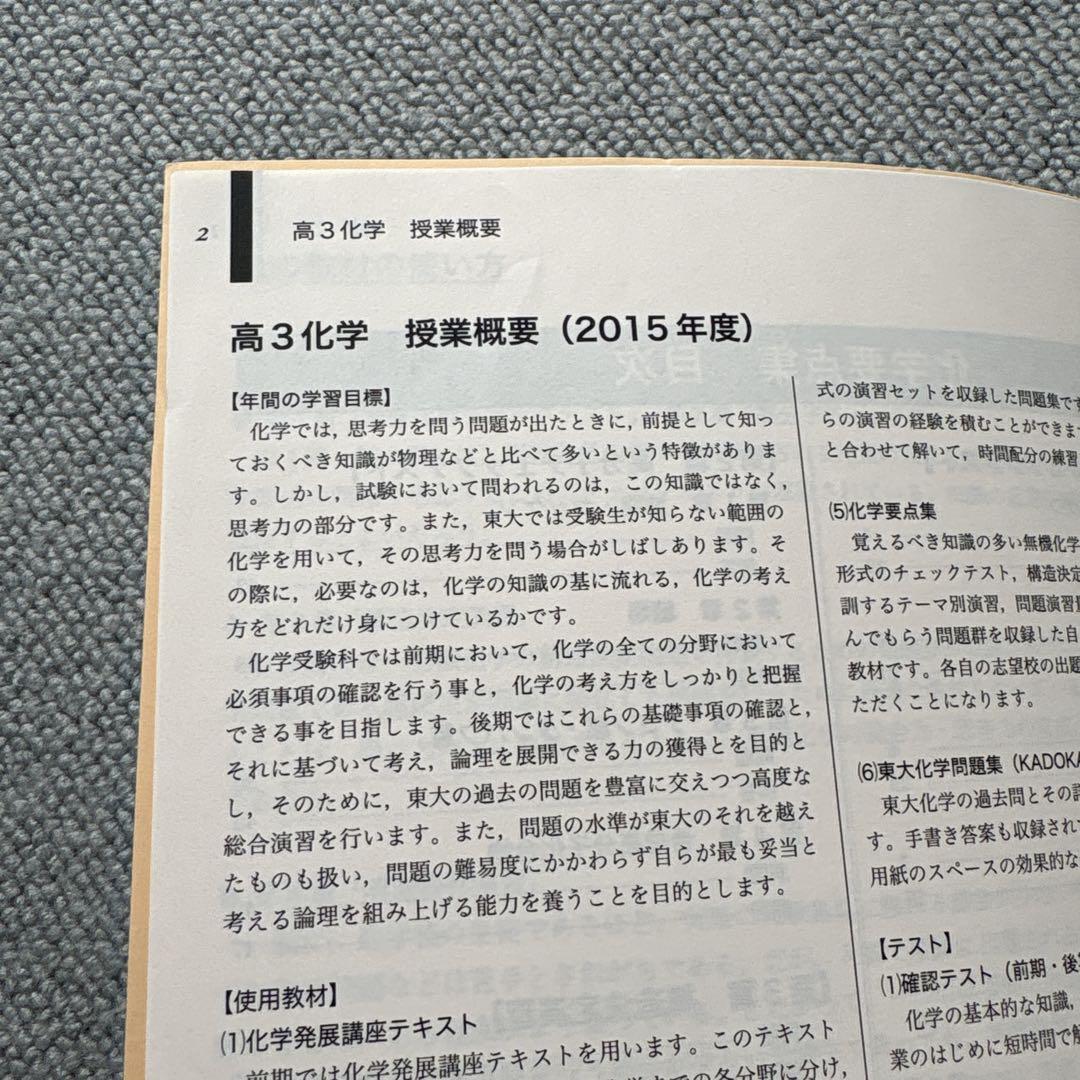 2
高3化学 授業概要
高3化学 授業概要（2015年度）
【年間の学習目標】
化学では，思考力を問う問題が出たときに，前提として知っ
ておくべき知識が物理などと比べて多いという特徴がありま
す。しかし，試験において問われるのは，この知識ではなく，
思考力の部分です。また，東大では受験生が知らない範囲の
化学を用いて，その思考力を問う場合がしばしあります。そ
の際に，必要なのは，化学の知識の基に流れる，化学の考え
方をどれだけ身につけているかです。
化学受験科では前期において，化学の全ての分野において
必須事項の確認を行う事と，化学の考え方をしっかりと把握
できる事を目指します。後期ではこれらの基礎事項の確認と，
それに基づいて考え，論理を展開できる力の獲得とを目的と
し，そのために，東大の過去の問題を豊富に交えつつ高度な
総合演習を行います。また，問題の水準が東大のそれを越え
たものも扱い，問題の難易度にかかわらず自らが最も妥当と
考える論理を組み上げる能力を養うことを目的とします。
【使用教材】
(1)化学発展講座テキスト
前期では化学発展講座テキストを用います。このテキスト
での各分野に分け，
式の演習セットを収録した問題集です
らの演習の経験を積むことができます
と合わせて解いて，時間配分の練習
(5)化学要点集
覚えるべき知識の多い無機化学
形式のチェックテスト，構造決定
訓するテーマ別演習，問題演習量
んでもらう問題群を収録した自
教材です。各自の志望校の出題
ただくことになります。
(6)東大化学問題集（KADOKA
東大化学の過去問とその詳
す。手書き答案も収録されて
用紙のスペースの効果的な
【テスト】
(1)確認テスト（前期・後
化学の基本的な知識，
業のはじめに短時間で解